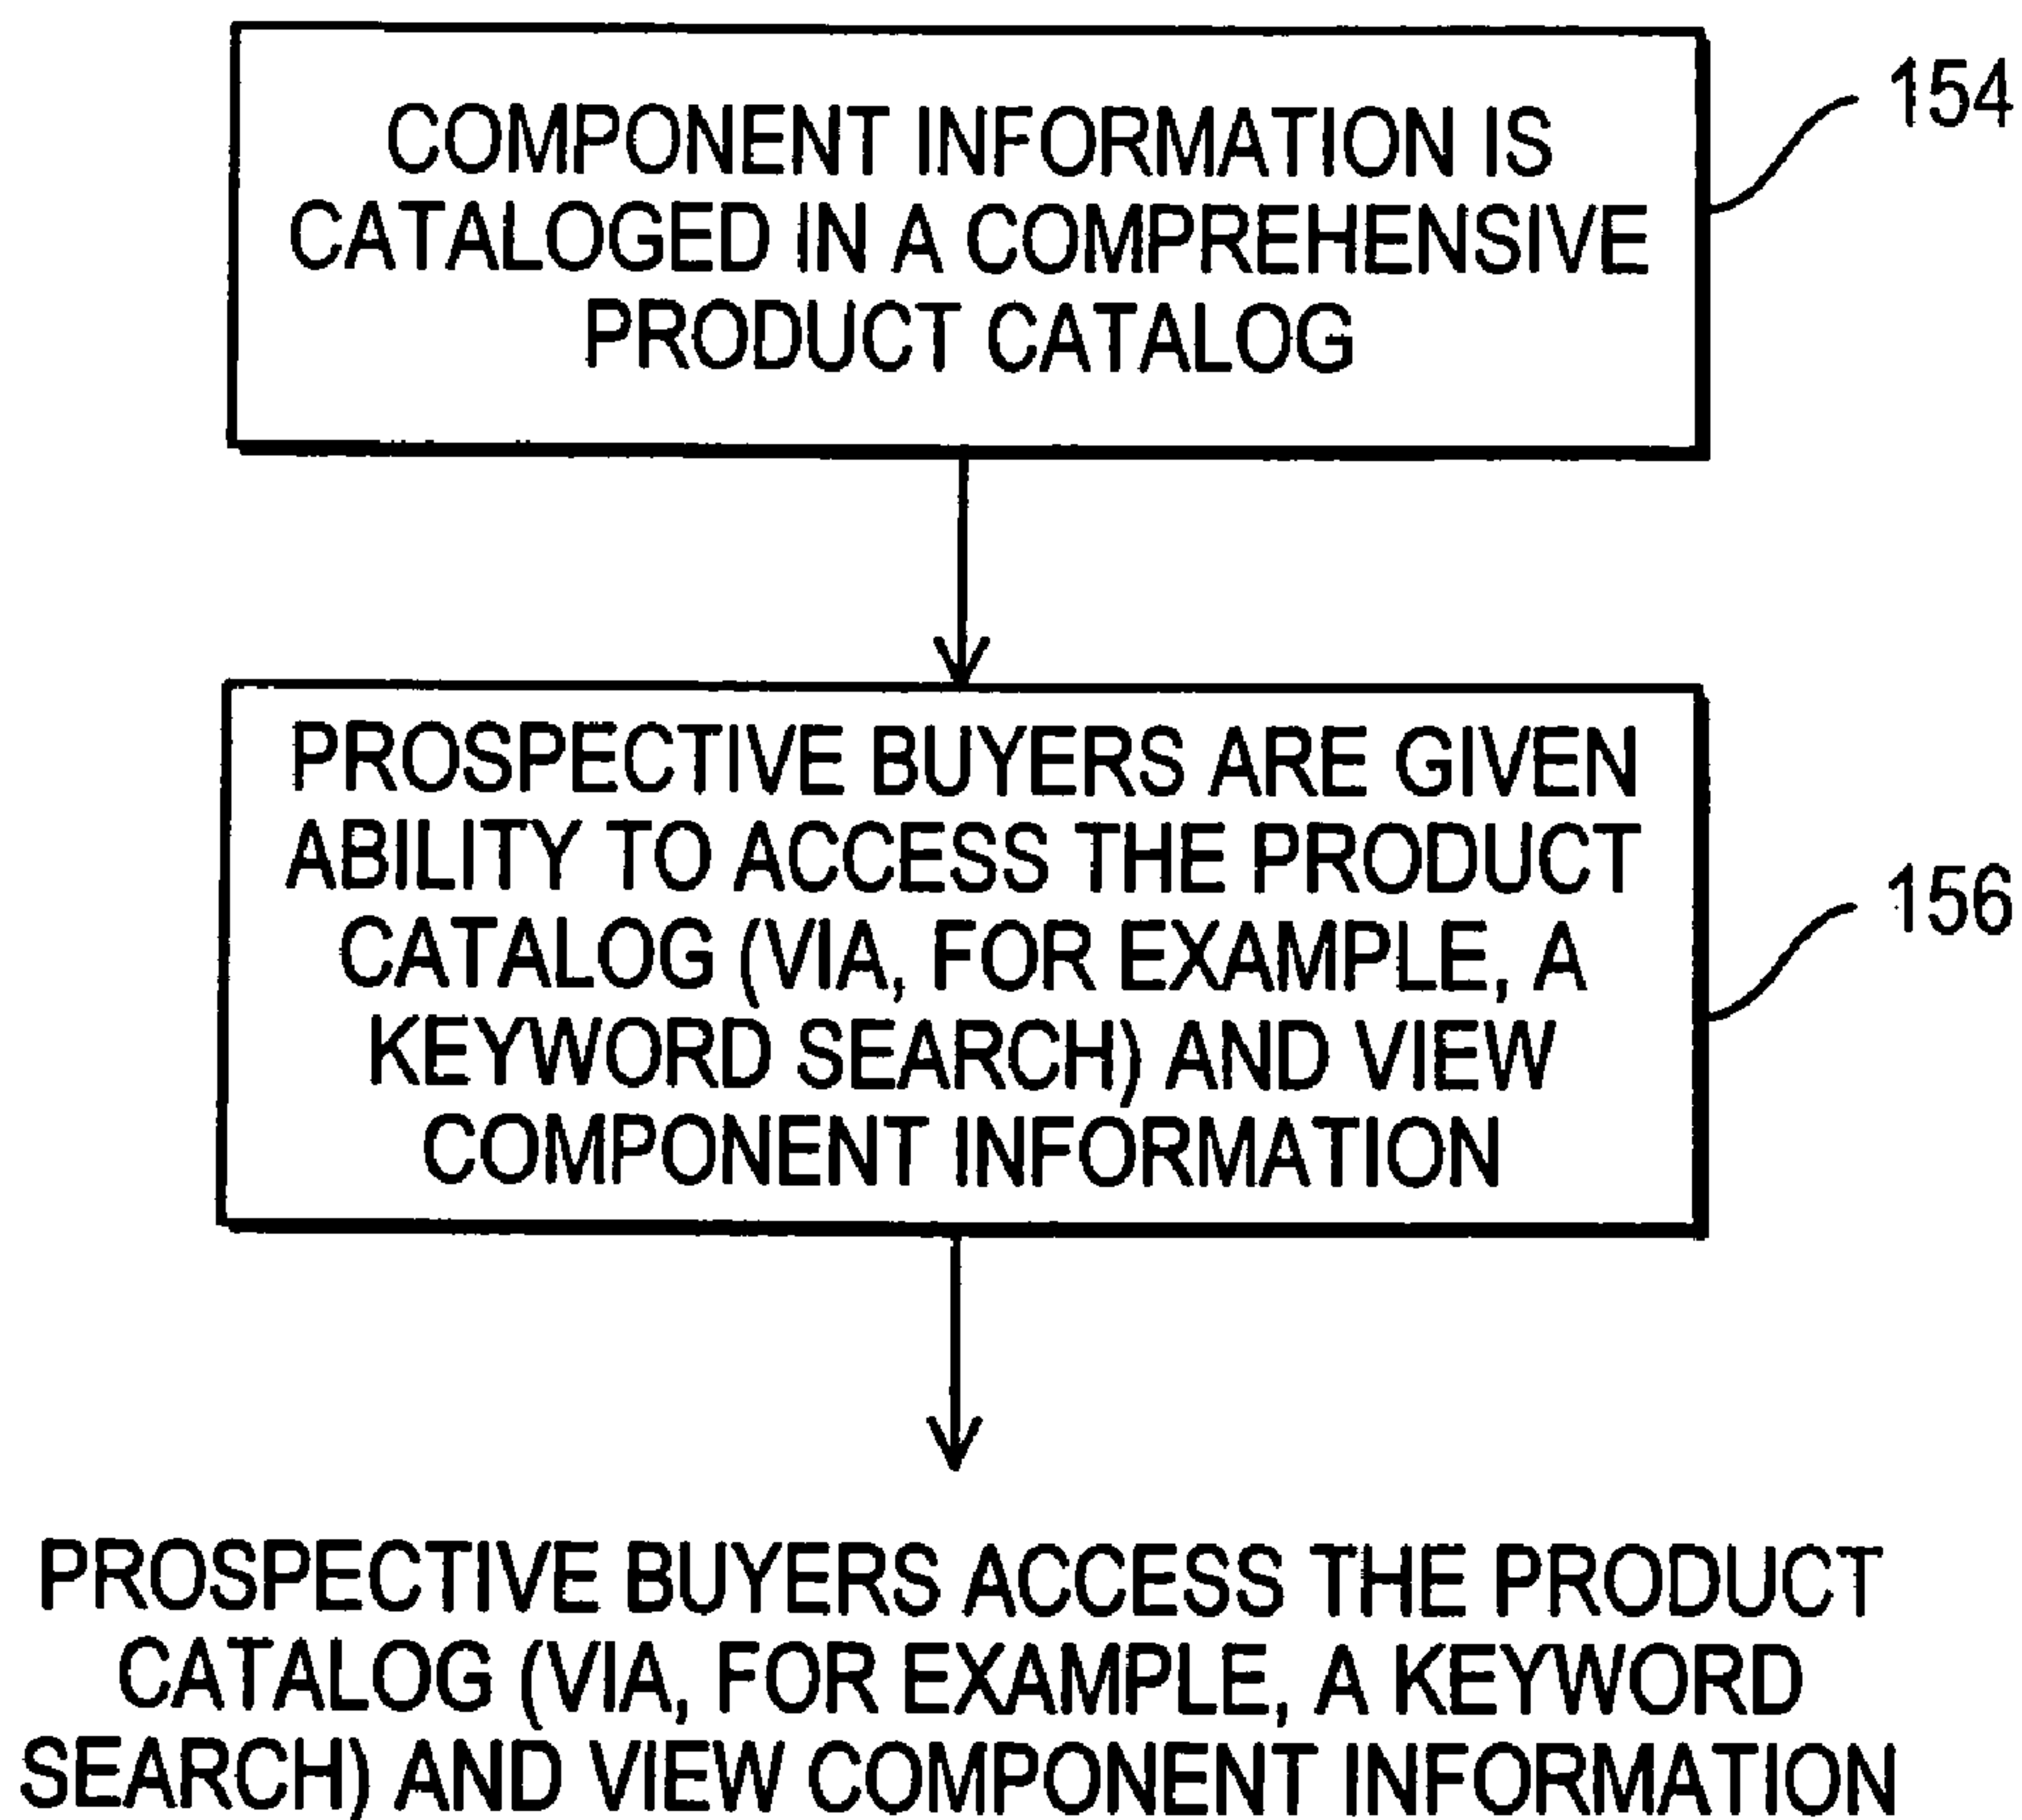 COMPONENT INFORMATION IS
CATALOGED IN A COMPREHENSIVE
PRODUCT CATALOG
154
PROSPECTIVE BUYERS ARE GIVEN
ABILITY TO ACCESS THE PRODUCT
CATALOG (VIA, FOR EXAMPLE, A
KEYWORD SEARCH) AND VIEW
COMPONENT INFORMATION
156
PROSPECTIVE BUYERS ACCESS THE PRODUCT
CATALOG (VIA, FOR EXAMPLE, A KEYWORD
SEARCH) AND VIEW COMPONENT INFORMATION